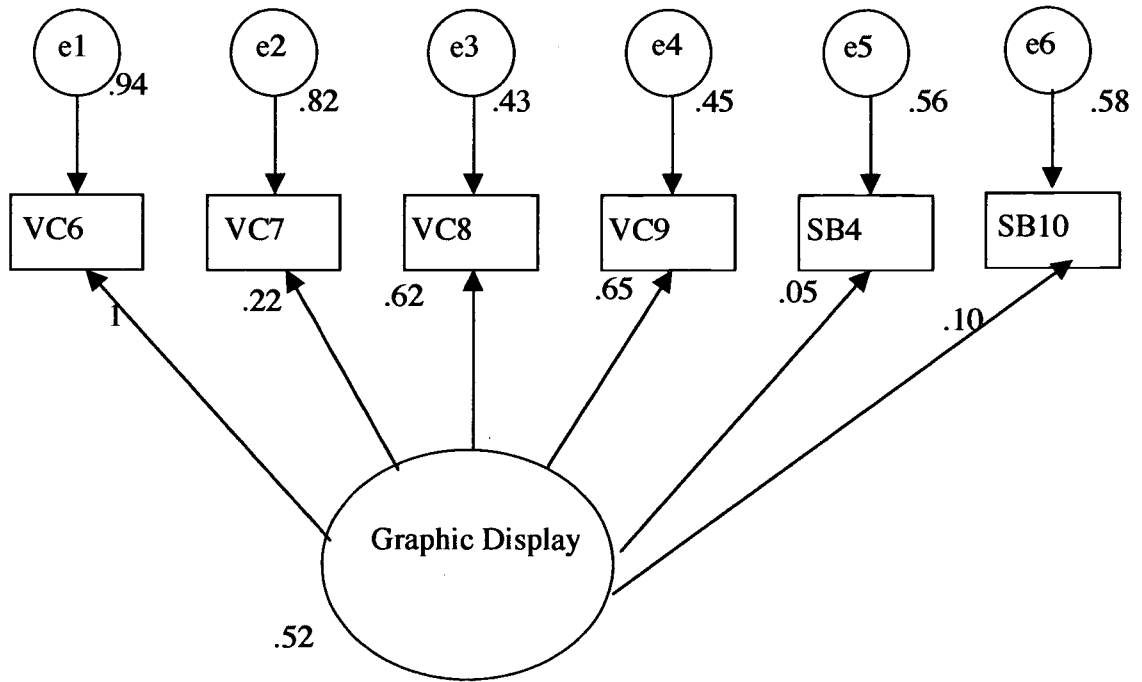 e1 e2 e3 e4 e5 e6
.94 .82 .43 .45 .56 .58
VC6 VC7 VC8 VC9 SB4 SB10
1 .22 .62 .65 .05 .10
Graphic Display
.52